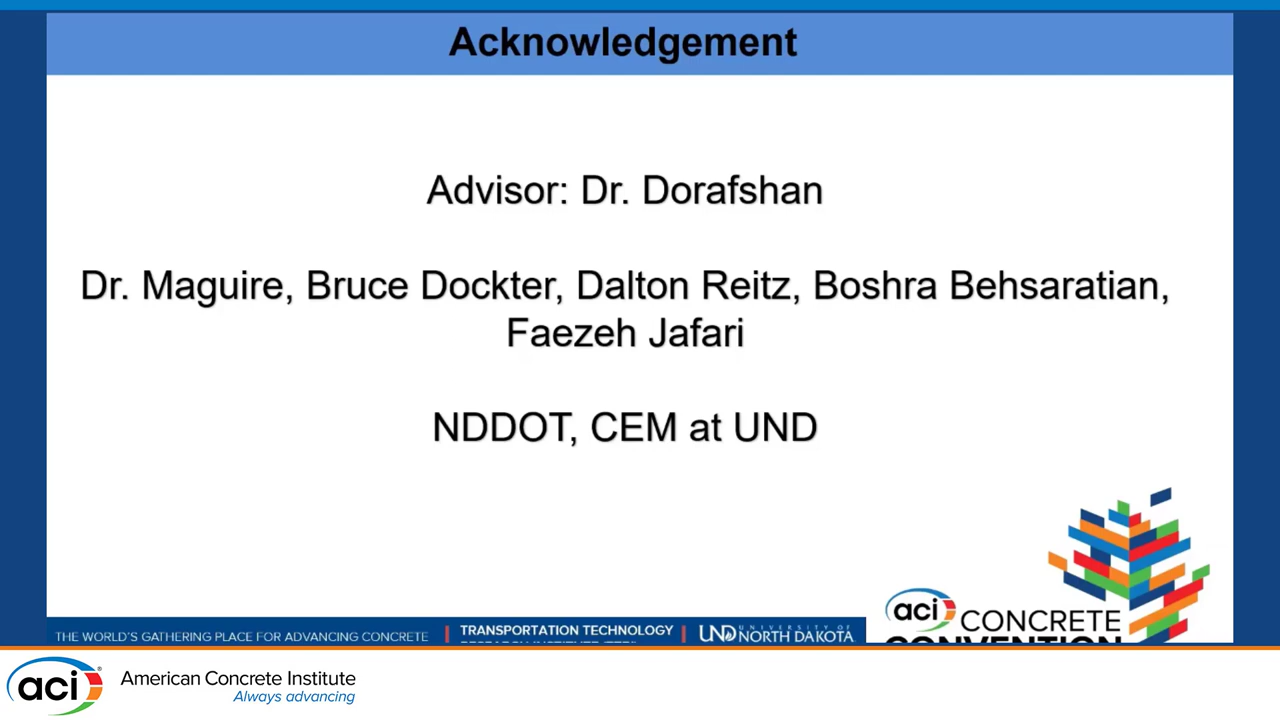 Acknowledgement
Advisor: Dr. Dorafshan
Dr. Maguire, Bruce Dockter, Dalton Reitz, Boshra Behsaratian,
Faezeh Jafari
NDDOT, CEM at UND
THE WORLD'S GATHERING PLACE FOR ADVANCING CONCRETE
TRANSPORTATION TECHNOLOGY
UND UNIVERSITY OF
NORTH DAKOTA
aci CONCRETE
CONVENTION
aci
American Concrete Institute
Always advancing